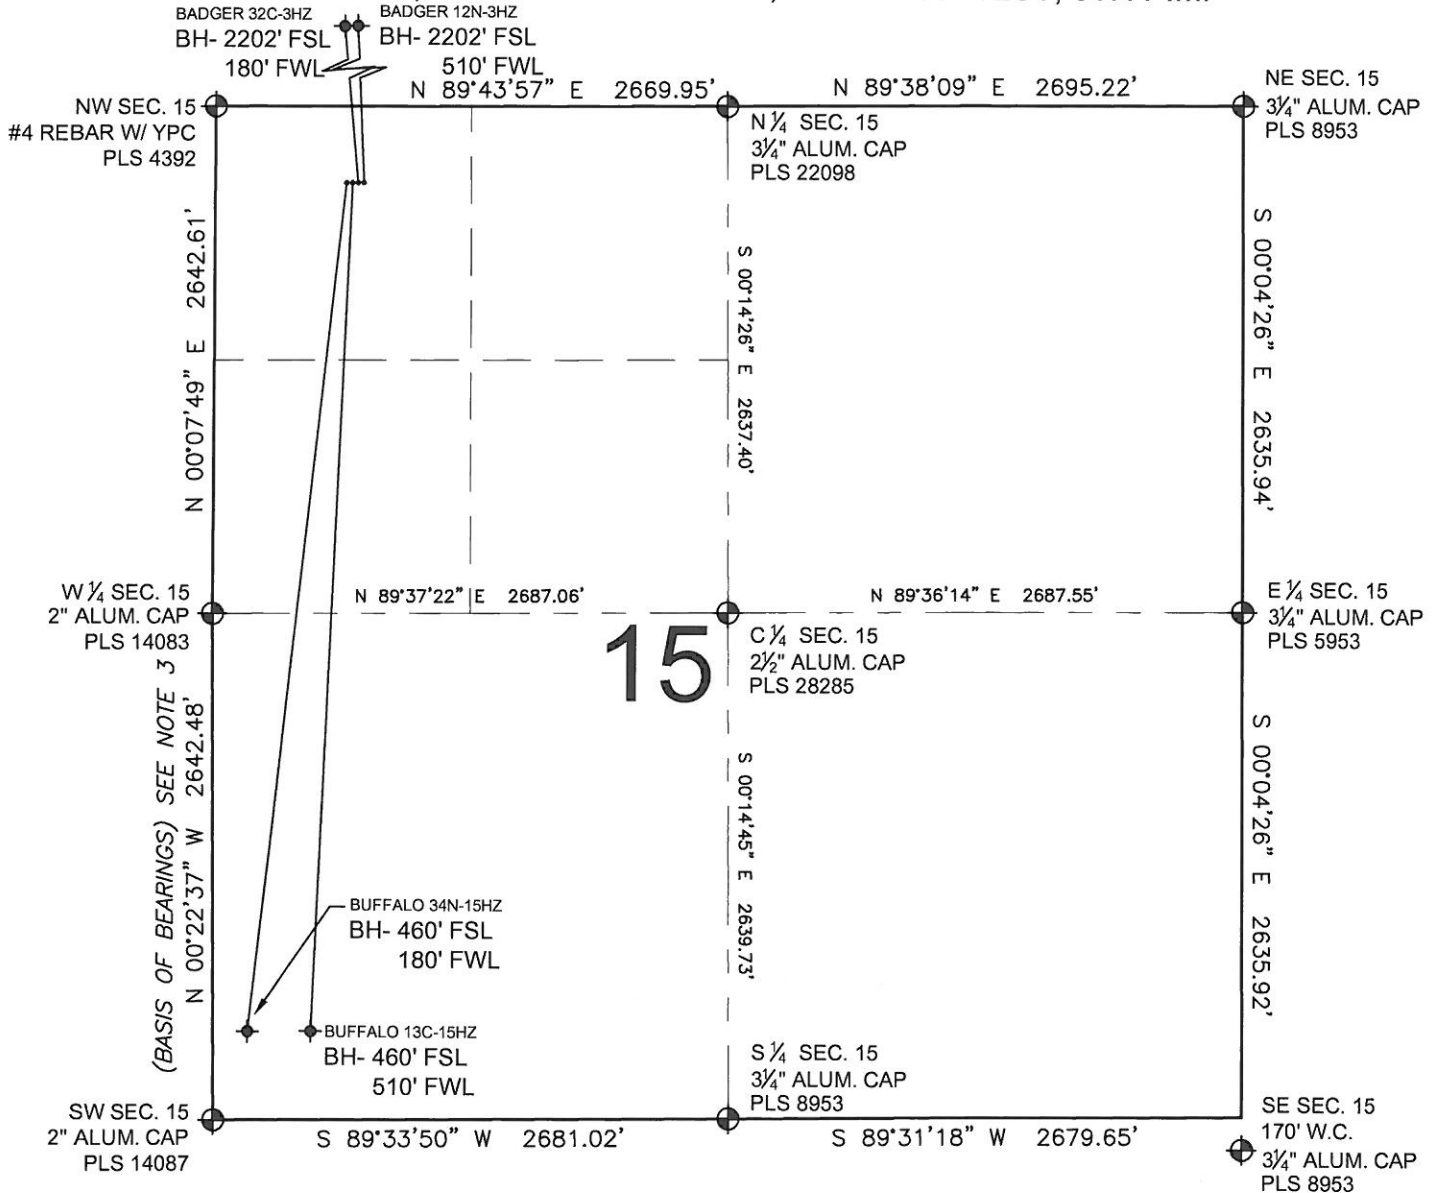 BADGER 32C-3HZ
BH- 2202' FSL
180' FWL
BADGER 12N-3HZ
BH- 2202' FSL
510' FWL
N 89°43'57" E 2669.95'
N 89°38'09" E 2695.22'
NW SEC. 15
#4 REBAR W/ YPC
PLS 4392
N ¼ SEC. 15
3¼" ALUM. CAP
PLS 22098
NE SEC. 15
3¼" ALUM. CAP
PLS 8953
N 00°07'49" E 2642.61'
S 00°14'26" E 2637.40'
S 00°04'26" E 2635.94'
W ¼ SEC. 15
2" ALUM. CAP
PLS 14083
N 89°37'22" E 2687.06'
N 89°36'14" E 2687.55'
E ¼ SEC. 15
3¼" ALUM. CAP
PLS 5953
15
C ¼ SEC. 15
2½" ALUM. CAP
PLS 28285
(BASIS OF BEARINGS) SEE NOTE 3
N 00°22'37" W 2642.48'
S 00°14'45" E 2639.73'
S 00°04'26" E 2635.92'
BUFFALO 34N-15HZ
BH- 460' FSL
180' FWL
BUFFALO 13C-15HZ
BH- 460' FSL
510' FWL
SW SEC. 15
2" ALUM. CAP
PLS 14087
S 89°33'50" W 2681.02'
S ¼ SEC. 15
3¼" ALUM. CAP
PLS 8953
S 89°31'18" W 2679.65'
SE SEC. 15
170' W.C.
3¼" ALUM. CAP
PLS 8953